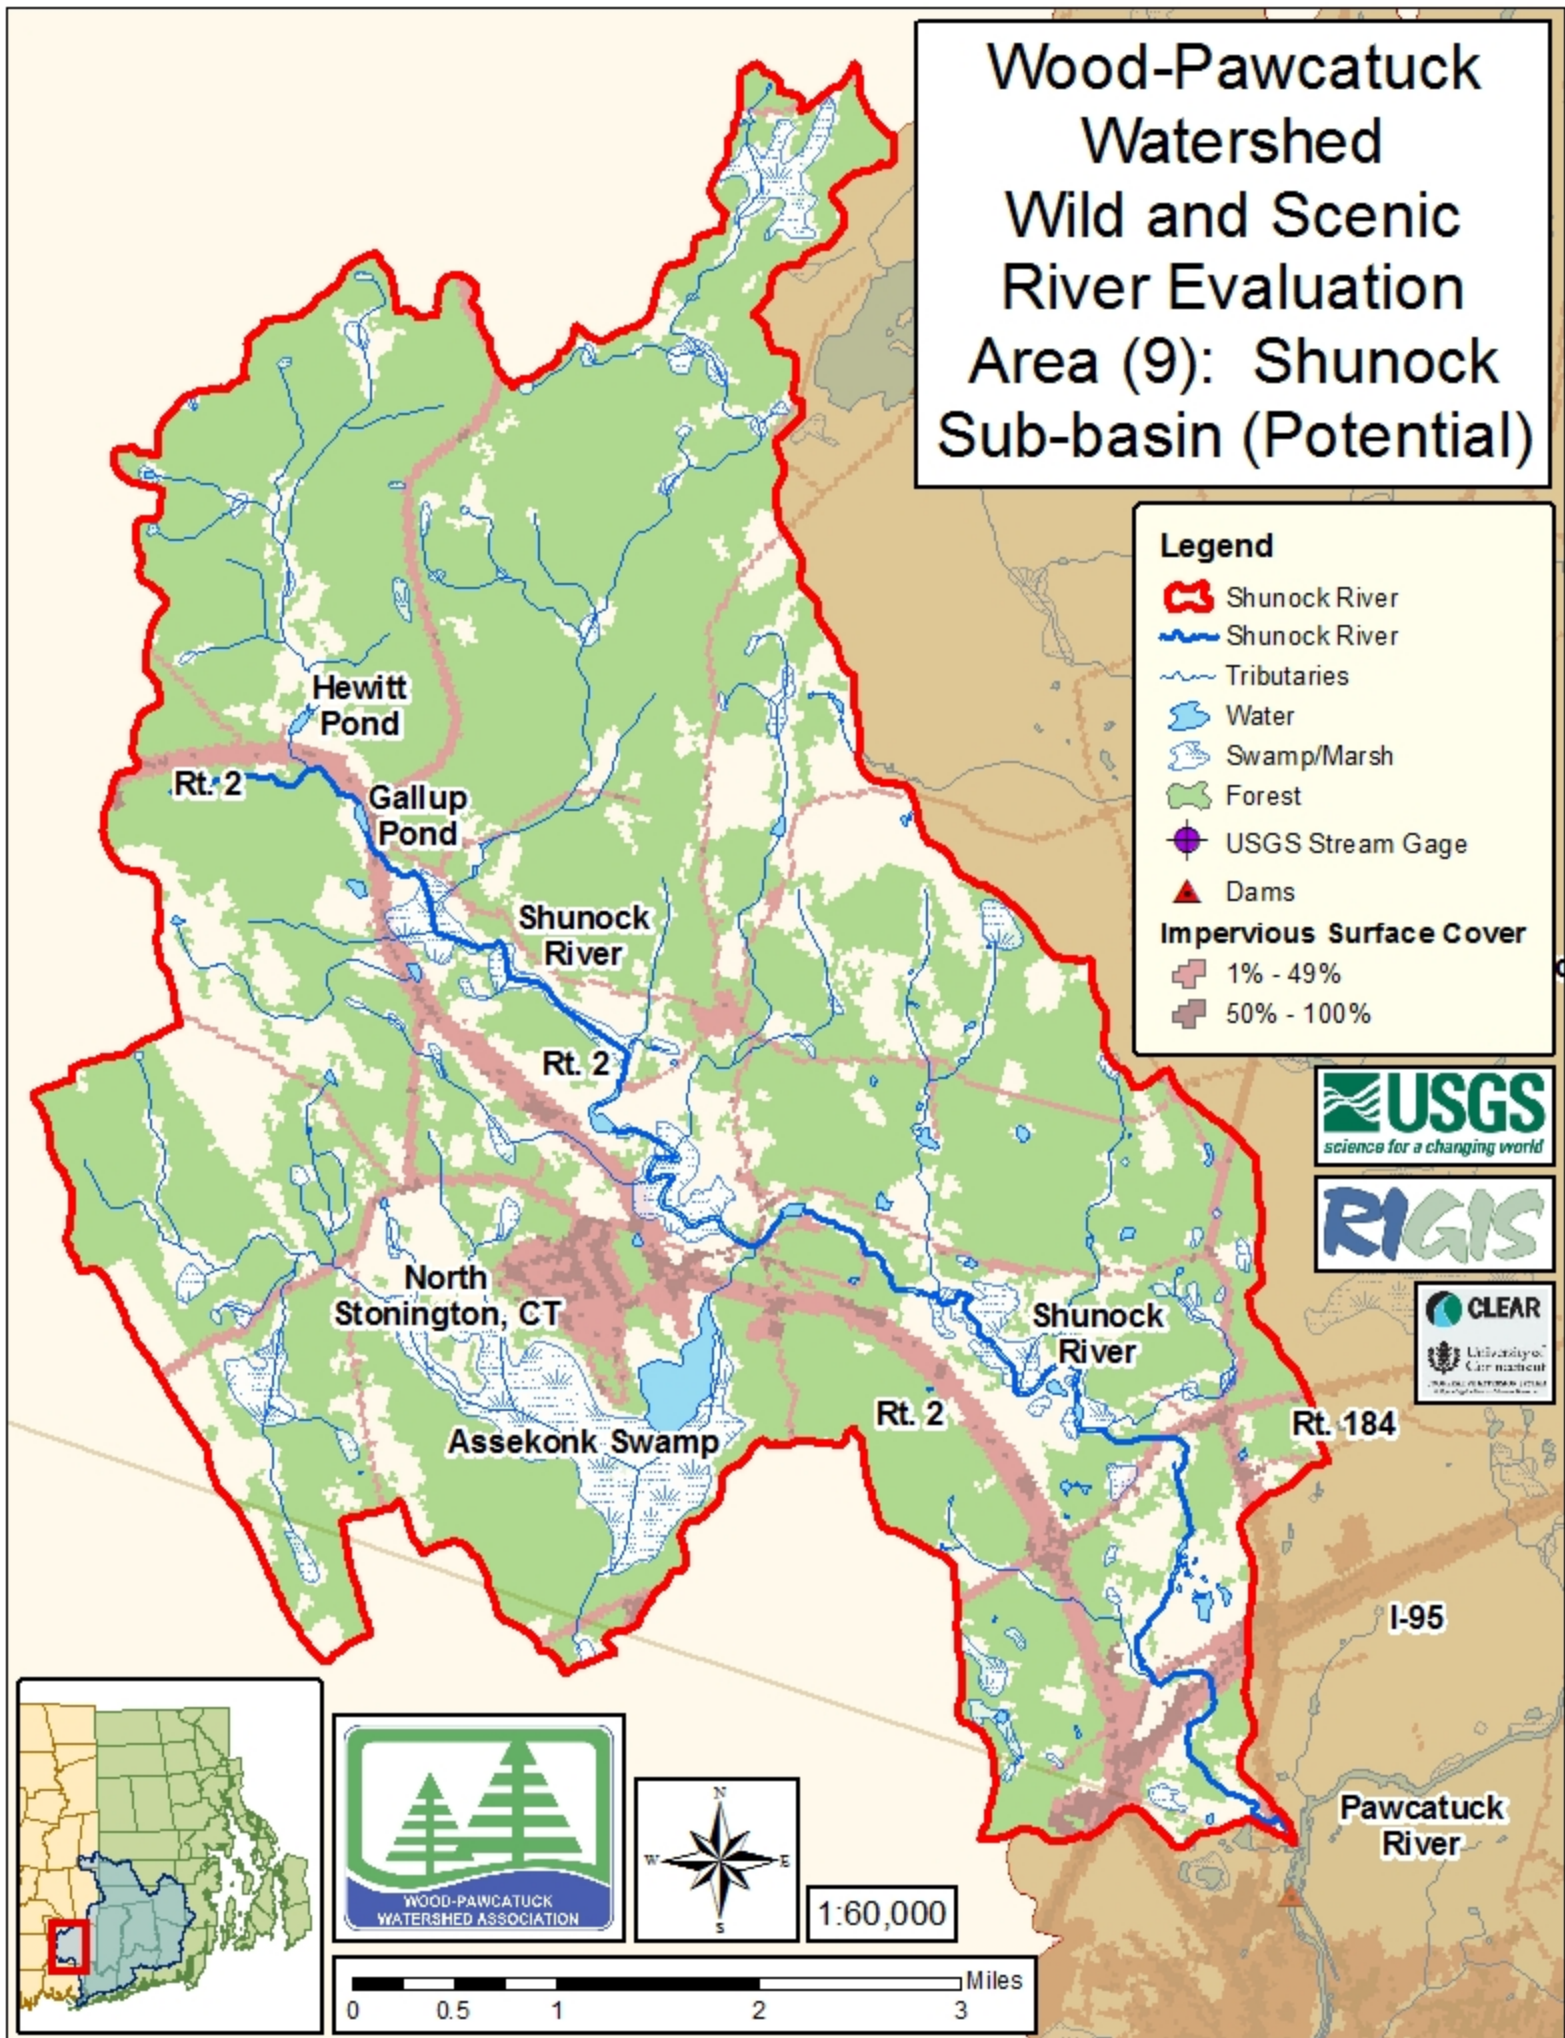 Wood-Pawcatuck
Watershed
Wild and Scenic
River Evaluation
Area (9): Shunock
Sub-basin (Potential)
Legend
Shunock River
Shunock River
Tributaries
Water
Swamp/Marsh
Forest
USGS Stream Gage
Dams
Impervious Surface Cover
1% - 49%
50% - 100%
Hewitt
Pond
Rt. 2
Gallup
Pond
Shunock
River
Rt. 2
USGS
science for a changing world
RIGIS
CLEAR
University of
Connecticut
North
Stonington, CT
Shunock
River
Rt. 2
Rt. 184
Assekonk Swamp
I-95
Pawcatuck
River
WOOD-PAWCATUCK
WATERSHED ASSOCIATION
N
W
E
S
1:60,000
Miles
0 0.5 1 2 3